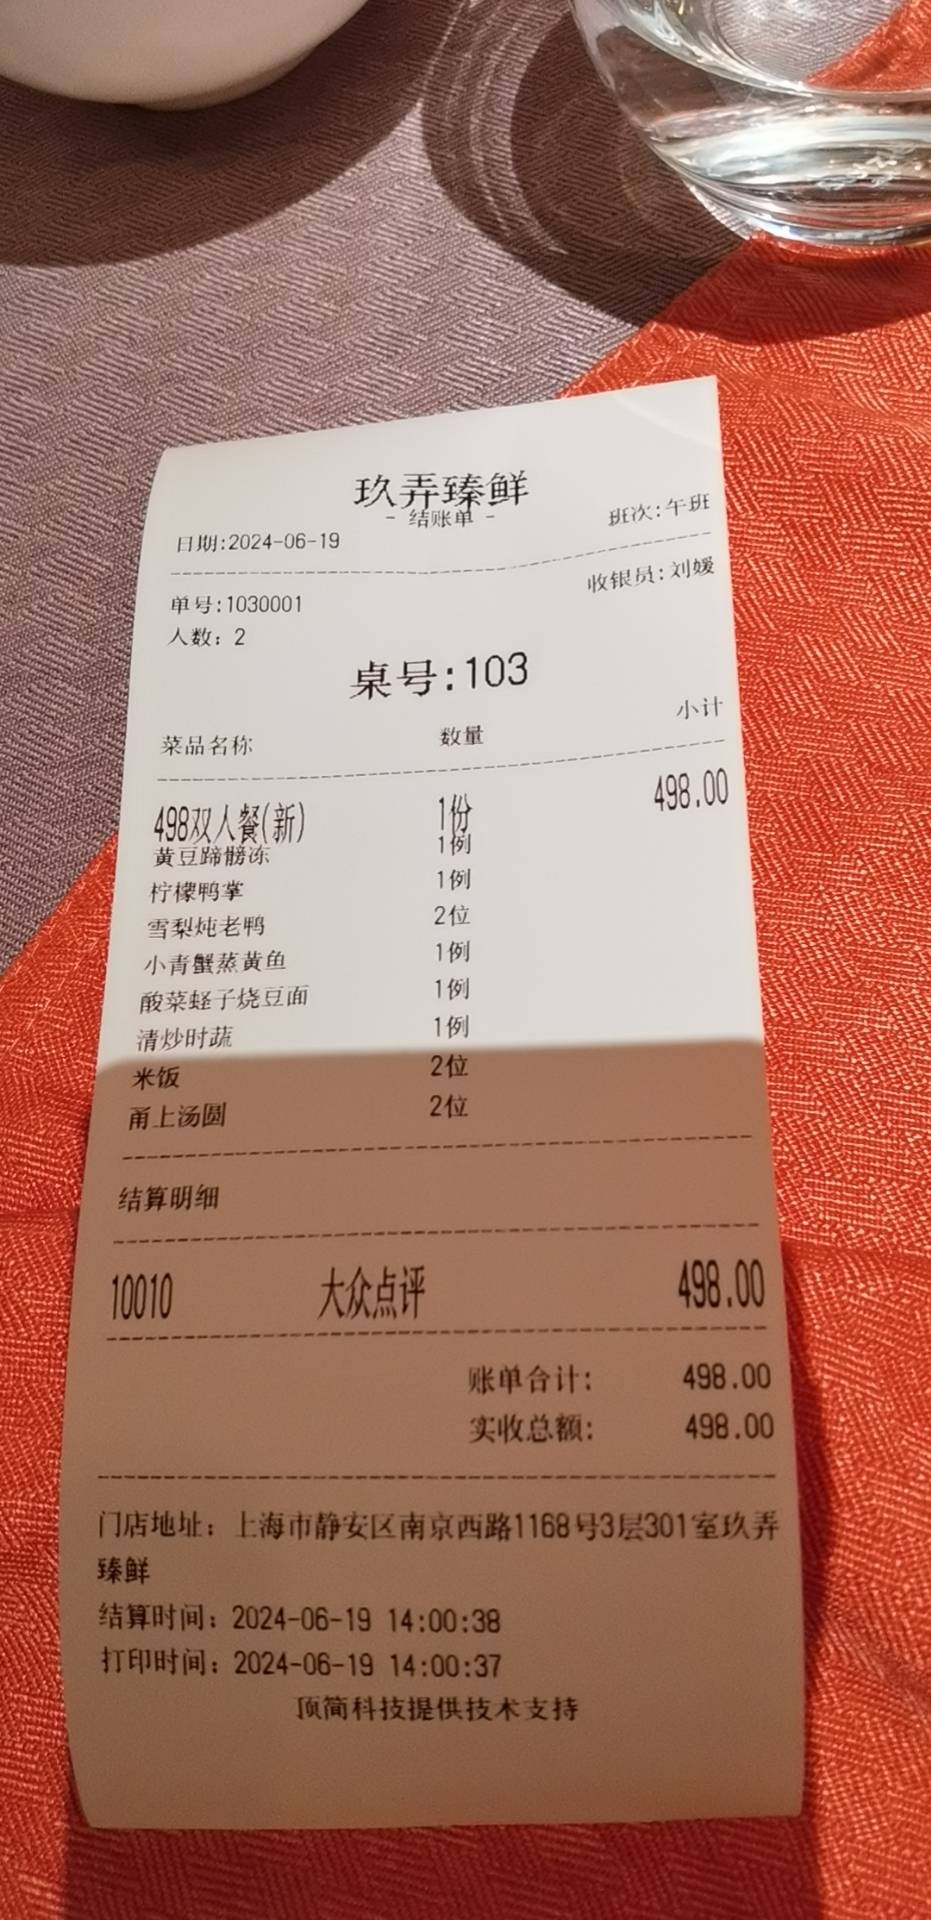 玖弄臻鲜
- 结账单 -
日期:2024-06-19 班次:午班
单号:1030001 收银员:刘媛
人数：2
桌号:103
菜品名称 数量 小计
498双人餐(新) 1份 498.00
黄豆蹄髈冻 1例
柠檬鸭掌 1例
雪梨炖老鸭 2位
小青蟹蒸黄鱼 1例
酸菜蛏子烧豆面 1例
清炒时蔬 1例
米饭 2位
甬上汤圆 2位
结算明细
10010 大众点评 498.00
账单合计: 498.00
实收总额: 498.00
门店地址：上海市静安区南京西路1168号3层301室玖弄
臻鲜
结算时间：2024-06-19 14:00:38
打印时间：2024-06-19 14:00:37
顶简科技提供技术支持